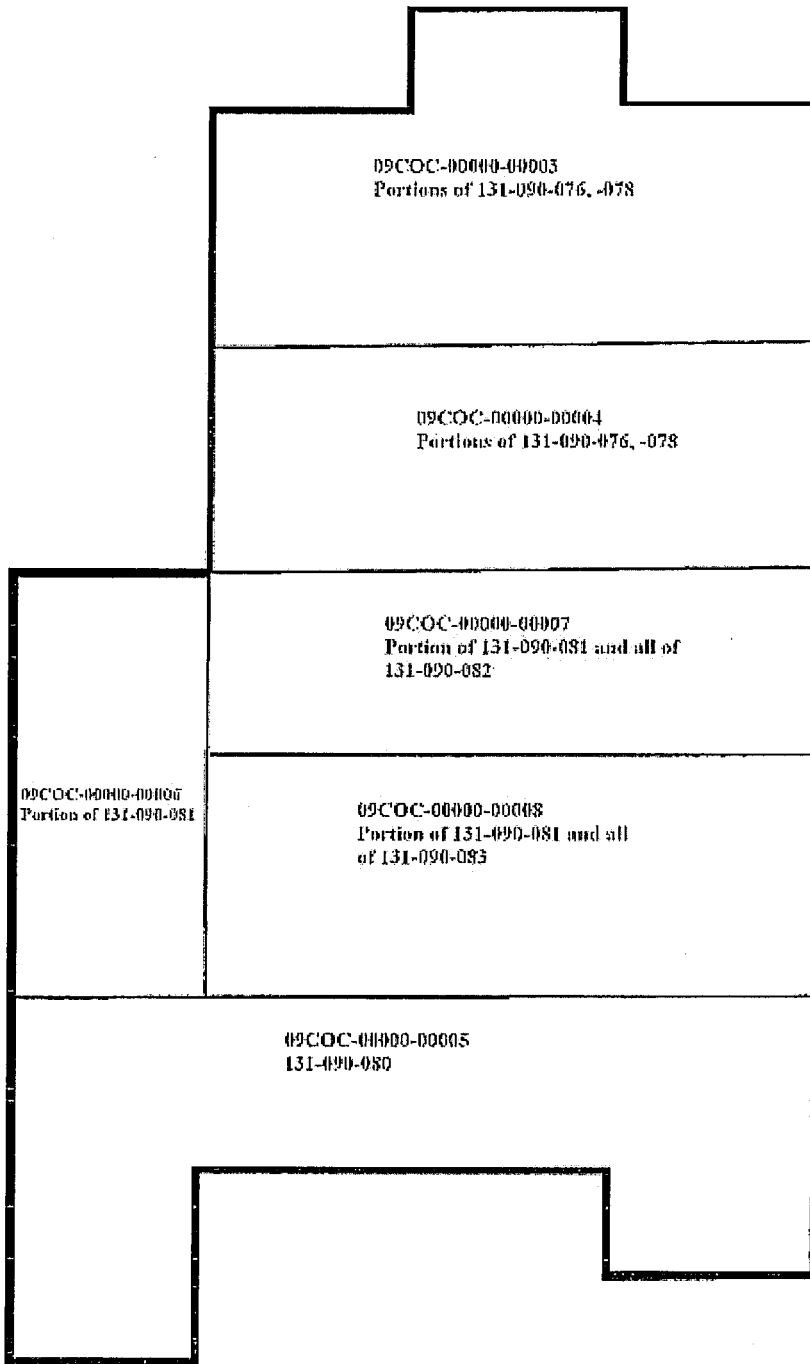 09COC-00000-00003
Portions of 131-090-076, -078
09COC-00000-00004
Portions of 131-090-076, -078
09COC-00000-00007
Portion of 131-090-081 and all of
131-090-082
09COC-00000-00006
Portion of 131-090-081
09COC-00000-00008
Portion of 131-090-081 and all
of 131-090-083
09COC-00000-00005
131-090-080